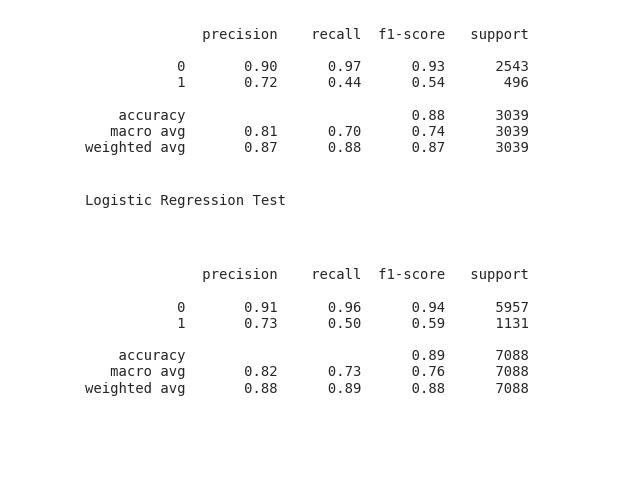 precision recall f1-score support
0 0.90 0.97 0.93 2543
1 0.72 0.44 0.54 496
accuracy 0.88 3039
macro avg 0.81 0.70 0.74 3039
weighted avg 0.87 0.88 0.87 3039
Logistic Regression Test
precision recall f1-score support
0 0.91 0.96 0.94 5957
1 0.73 0.50 0.59 1131
accuracy 0.89 7088
macro avg 0.82 0.73 0.76 7088
weighted avg 0.88 0.89 0.88 7088